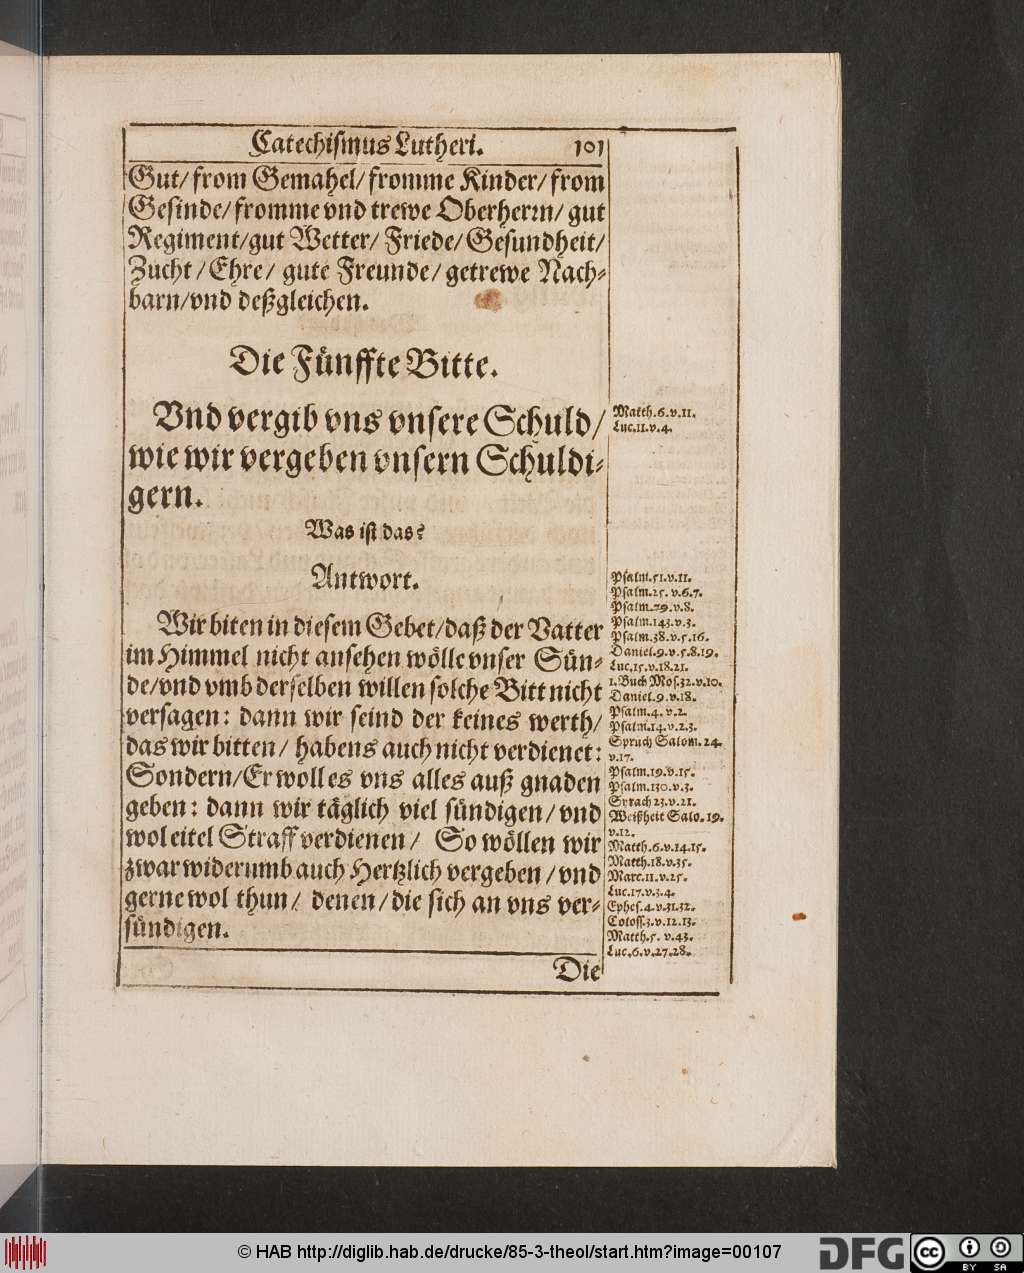 Catechismus Lutheri. 101
Gut/ from Gemahel/ fromme Kinder/ from
Gesinde/ fromme vnd trewe Oberherꝛn/ gut
Regiment/gut Wetter/ Friede/ Gesundheit/
Zucht / Ehre/ gute Freunde/ getrewe Nach-
barn/vnd deßgleichen.
Die Fünffte Bitte.
Vnd vergib vns vnsere Schuld/
wie wir vergeben vnsern Schuldi-
gern.
Matth.6.v.11.
Luc.11.v.4.
Was ist das?
Antwort.
Wir biten in diesem Gebet/daß der Vatter
im Himmel nicht ansehen wölle vnser Sün-
de/vnd vmb derselben willen solche Bitt nicht
versagen: dann wir seind der keines werth/
das wir bitten/ habens auch nicht verdienet:
Sondern/Er woll es vns alles auß gnaden
geben: dann wir täglich viel sündigen/ vnd
wol eitel Straff verdienen/ So wöllen wir
zwar widerumb auch Hertzlich vergeben / vnd
gerne wol thun/ denen/ die sich an vns ver-
sündigen.
Psalm.51.v.11.
Psalm.25. v.6.7.
Psalm.79.v.8.
Psalm.143.v.3.
Psalm.38.v.5.16.
Daniel.9.v.5.8.19.
Luc.15.v.18.21.
1.Buch Mos.32.v.10.
Daniel.9.v.18.
Psalm.4.v.2.
Psalm.14.v.2.3.
Spruch Salom.24.
v.17.
Psalm.19.v.15.
Psalm.130.v.3.
Syrach 23.v.21.
Weißheit Salo.19.
v.12.
Matth.6.v.14.15.
Matth.18.v.35.
Marc.11.v.25.
Luc.17.v.3.4.
Ephes.4.v.31.32.
Coloss.3.v.12.13.
Matth.5. v.43.
Luc.6.v.27.28.
Die
© HAB http://diglib.hab.de/drucke/85-3-theol/start.htm?image=00107
DFG
cc BY SA